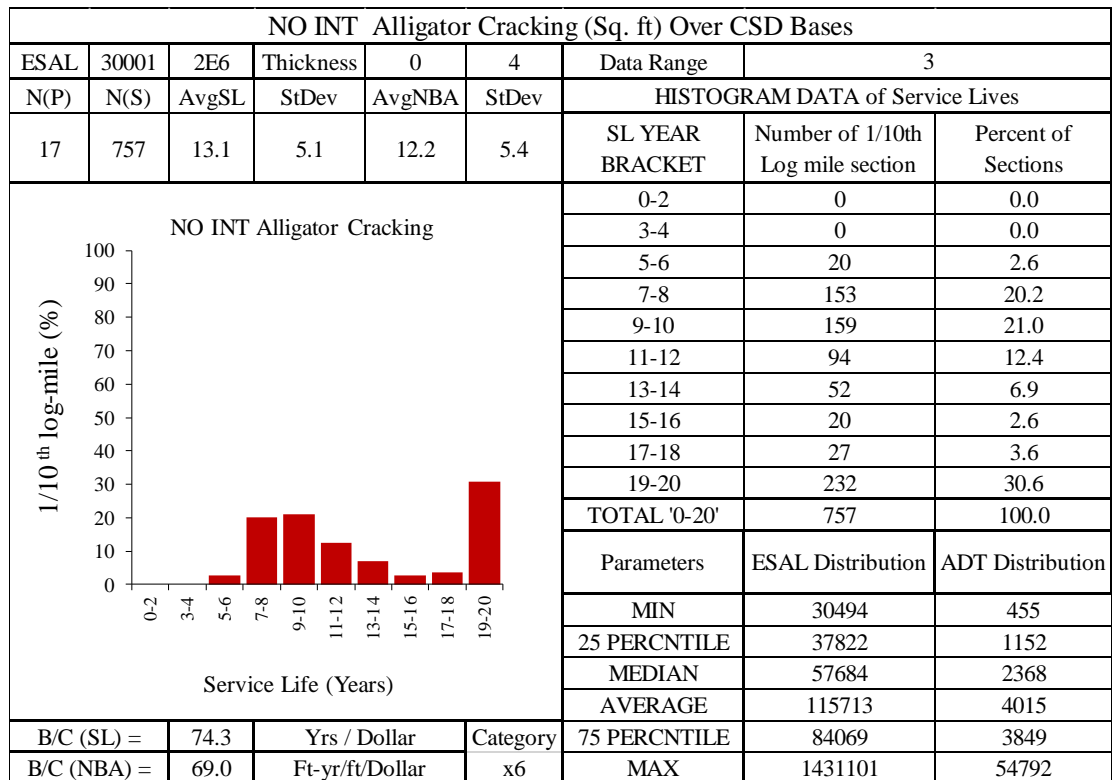 NO INT Alligator Cracking (Sq. ft) Over CSD Bases
ESAL 30001 2E6 Thickness 0 4 Data Range 3
N(P) N(S) AvgSL StDev AvgNBA StDev HISTOGRAM DATA of Service Lives
17 757 13.1 5.1 12.2 5.4
SL YEAR BRACKET Number of 1/10th Log mile section Percent of Sections
0-2 0 0.0
3-4 0 0.0
5-6 20 2.6
7-8 153 20.2
9-10 159 21.0
11-12 94 12.4
13-14 52 6.9
15-16 20 2.6
17-18 27 3.6
19-20 232 30.6
TOTAL '0-20' 757 100.0
Parameters ESAL Distribution ADT Distribution
MIN 30494 455
25 PERCNTILE 37822 1152
MEDIAN 57684 2368
AVERAGE 115713 4015
75 PERCNTILE 84069 3849
MAX 1431101 54792
NO INT Alligator Cracking
1/10 th log-mile (%)
100
90
80
70
60
50
40
30
20
10
0
0-2 3-4 5-6 7-8 9-10 11-12 13-14 15-16 17-18 19-20
Service Life (Years)
B/C (SL) = 74.3 Yrs / Dollar Category
B/C (NBA) = 69.0 Ft-yr/ft/Dollar x6